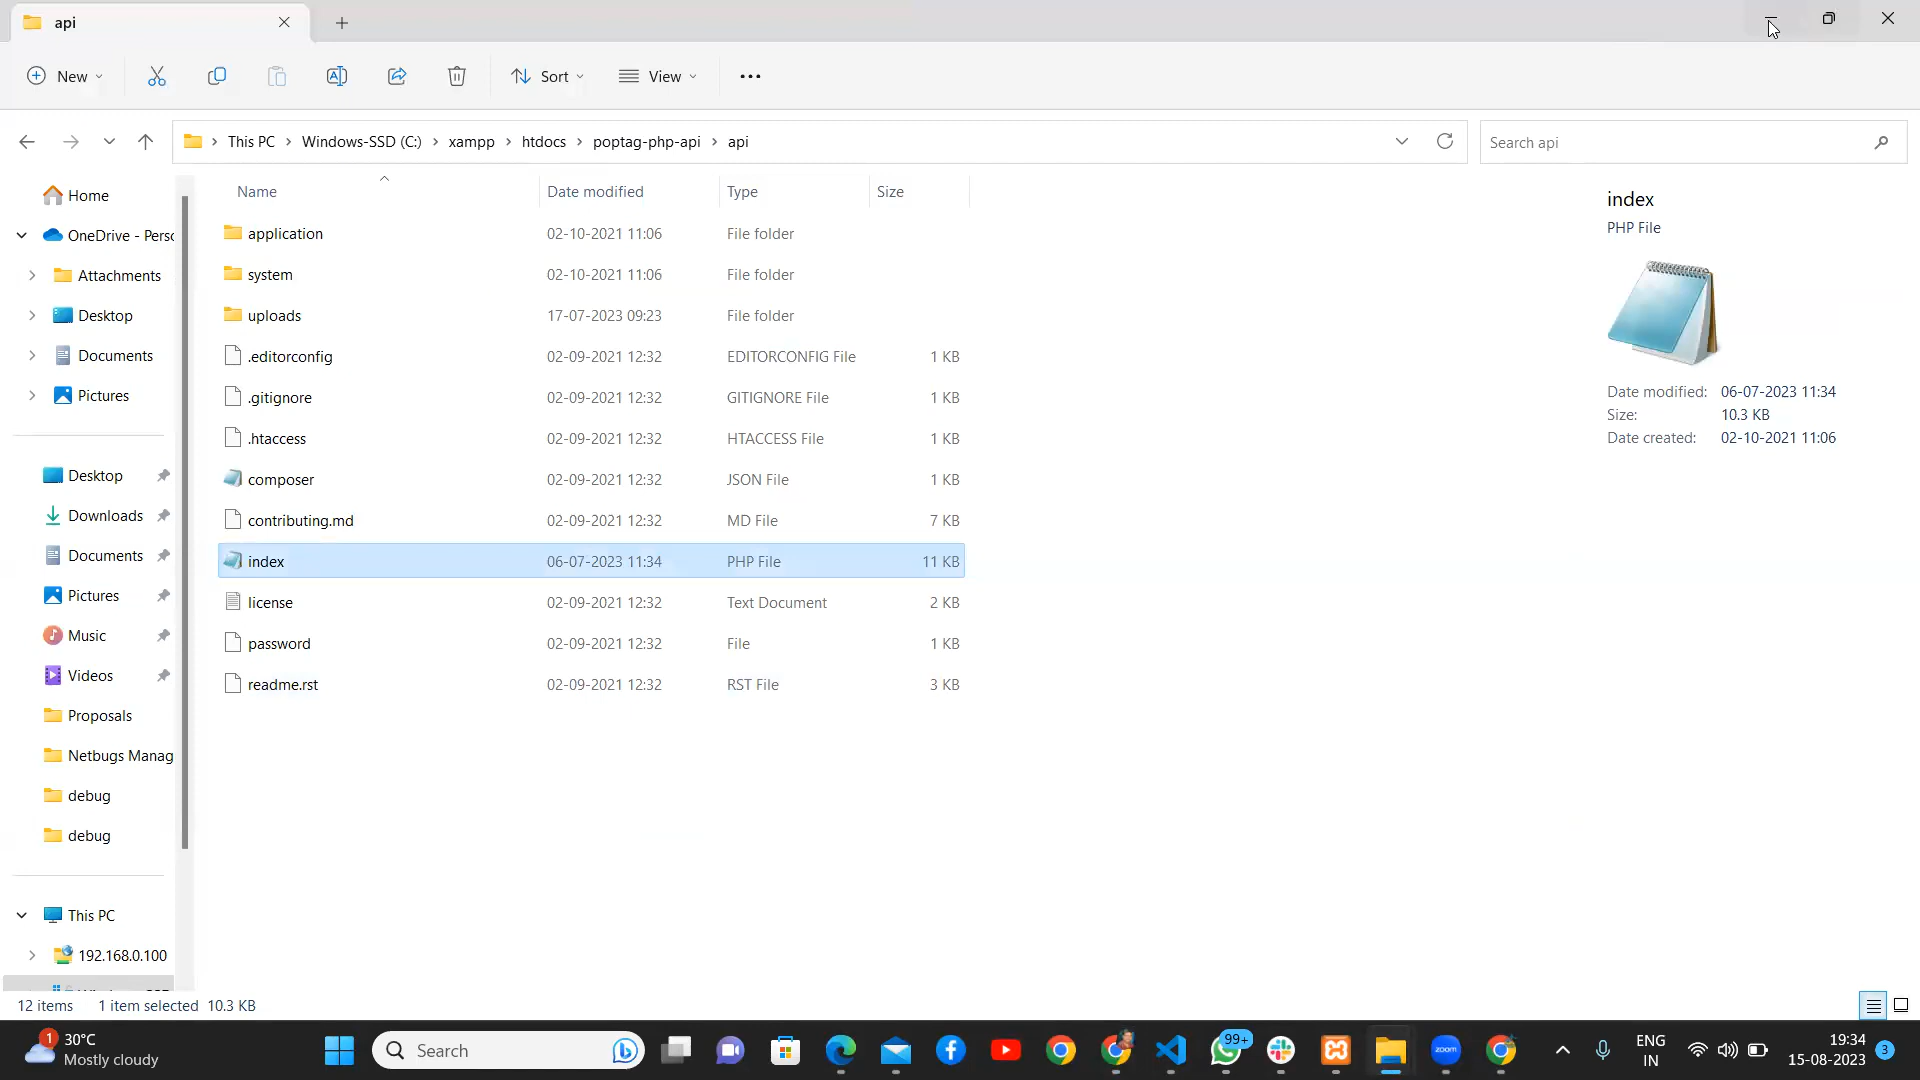 api
New
Sort
View
This PC
Windows-SSD (C:)
xampp
htdocs
poptag-php-api
api
Search api
Home
OneDrive - Perso
Attachments
Desktop
Documents
Pictures
Desktop
Downloads
Documents
Pictures
Music
Videos
Proposals
Netbugs Manag
debug
debug
This PC
192.168.0.100
Name Date modified Type Size
application 02-10-2021 11:06 File folder
system 02-10-2021 11:06 File folder
uploads 17-07-2023 09:23 File folder
.editorconfig 02-09-2021 12:32 EDITORCONFIG File 1 KB
.gitignore 02-09-2021 12:32 GITIGNORE File 1 KB
.htaccess 02-09-2021 12:32 HTACCESS File 1 KB
composer 02-09-2021 12:32 JSON File 1 KB
contributing.md 02-09-2021 12:32 MD File 7 KB
index 06-07-2023 11:34 PHP File 11 KB
license 02-09-2021 12:32 Text Document 2 KB
password 02-09-2021 12:32 File 1 KB
readme.rst 02-09-2021 12:32 RST File 3 KB
index
PHP File
Date modified: 06-07-2023 11:34
Size: 10.3 KB
Date created: 02-10-2021 11:06
12 items 1 item selected 10.3 KB
1
30°C
Mostly cloudy
Search
99+
zoom
ENG
IN
19:34
15-08-2023
3